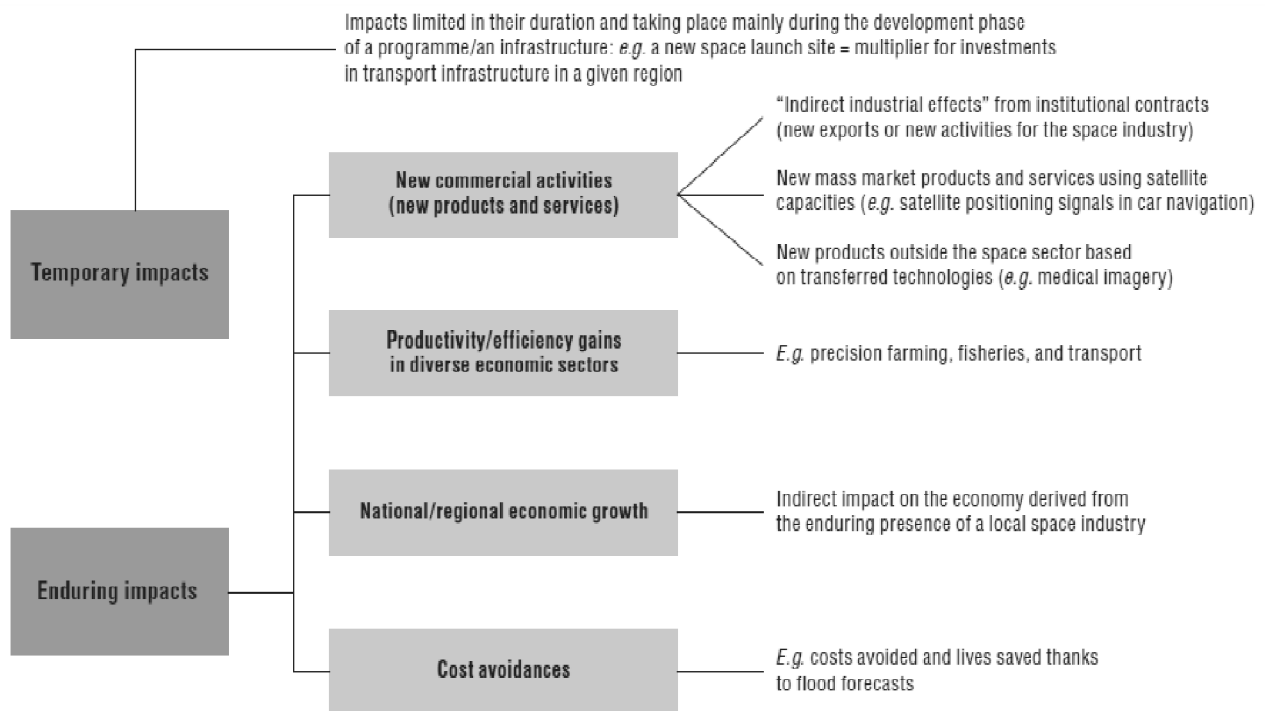 Impacts limited in their duration and taking place mainly during the development phase
of a programme/an infrastructure: e.g. a new space launch site = multiplier for investments
in transport infrastructure in a given region
Temporary impacts
New commercial activities
(new products and services)
“Indirect industrial effects” from institutional contracts
(new exports or new activities for the space industry)
New mass market products and services using satellite
capacities (e.g. satellite positioning signals in car navigation)
New products outside the space sector based
on transferred technologies (e.g. medical imagery)
Productivity/efficiency gains
in diverse economic sectors
E.g. precision farming, fisheries, and transport
Enduring impacts
National/regional economic growth
Indirect impact on the economy derived from
the enduring presence of a local space industry
Cost avoidances
E.g. costs avoided and lives saved thanks
to flood forecasts